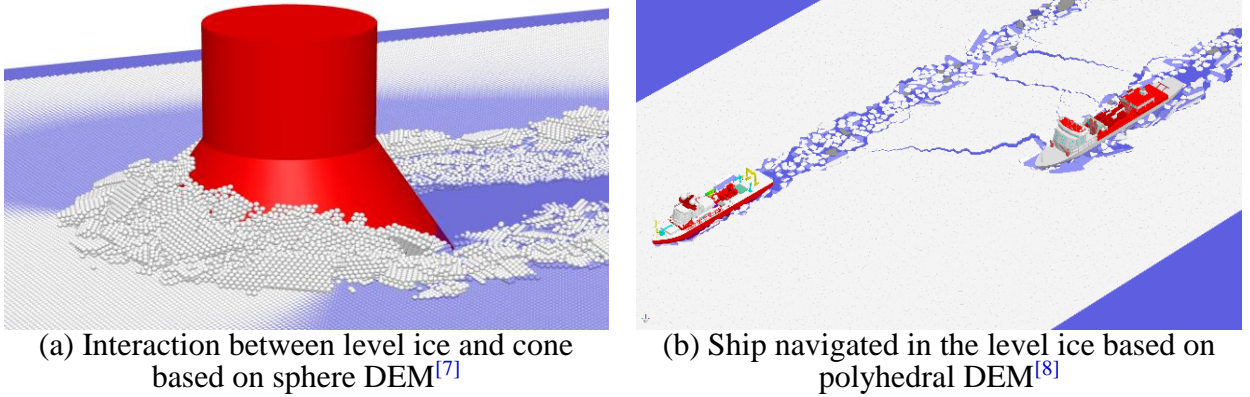 (a) Interaction between level ice and cone
based on sphere DEM[7]
(b) Ship navigated in the level ice based on
polyhedral DEM[8]